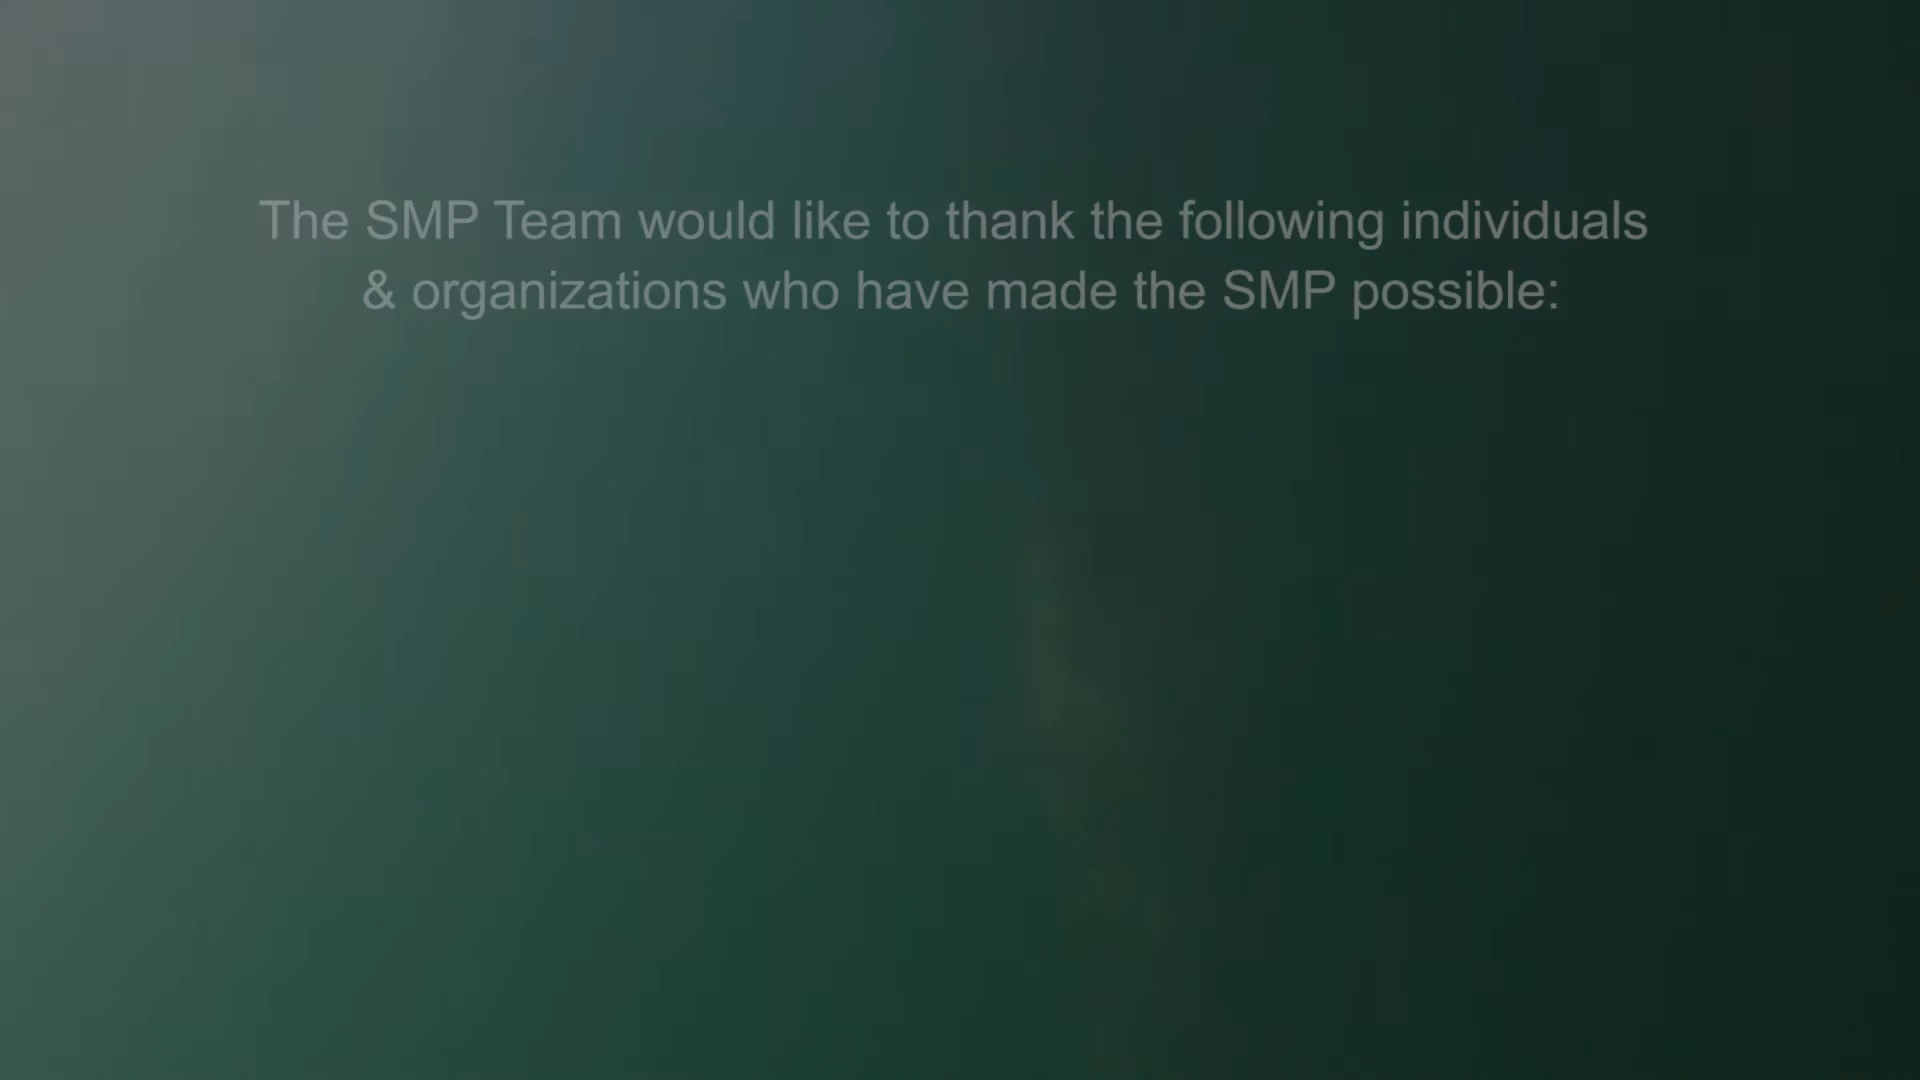 The SMP Team would like to thank the following individuals
& organizations who have made the SMP possible: